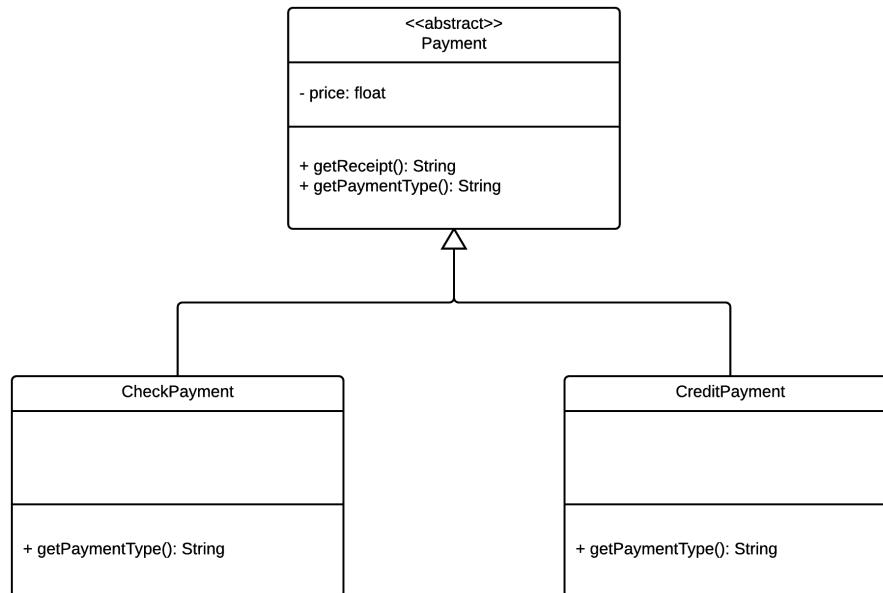 <<abstract>>
Payment
- price: float
+ getReceipt(): String
+ getPaymentType(): String
CheckPayment
+ getPaymentType(): String
CreditPayment
+ getPaymentType(): String